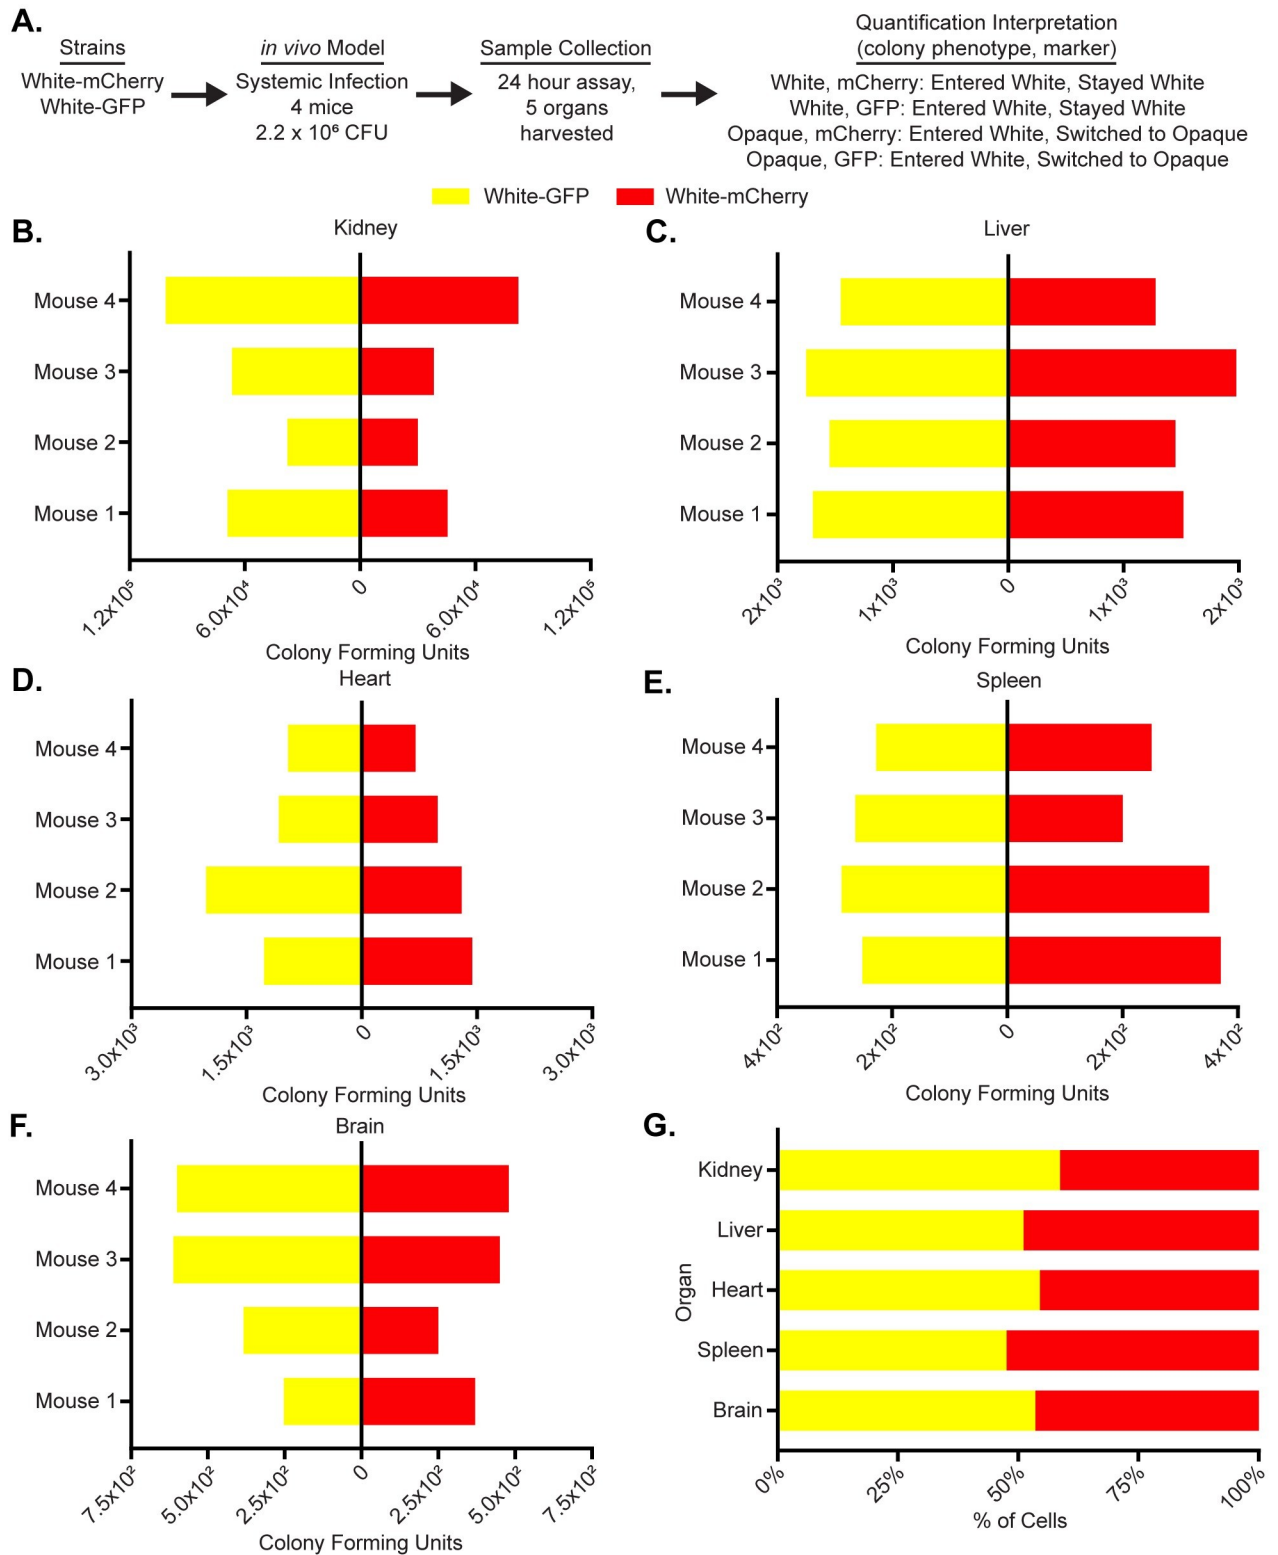 A.
Strains
White-mCherry
White-GFP
in vivo Model
Systemic Infection
4 mice
2.2 x 10⁶ CFU
Sample Collection
24 hour assay,
5 organs
harvested
Quantification Interpretation
(colony phenotype, marker)
White, mCherry: Entered White, Stayed White
White, GFP: Entered White, Stayed White
Opaque, mCherry: Entered White, Switched to Opaque
Opaque, GFP: Entered White, Switched to Opaque
White-GFP
White-mCherry
B.
Kidney
Mouse 4
Mouse 3
Mouse 2
Mouse 1
1.2x10⁵
6.0x10⁴
0
6.0x10⁴
1.2x10⁵
Colony Forming Units
C.
Liver
Mouse 4
Mouse 3
Mouse 2
Mouse 1
2x10³
1x10³
0
1x10³
2x10³
Colony Forming Units
D.
Heart
Mouse 4
Mouse 3
Mouse 2
Mouse 1
3.0x10³
1.5x10³
0
1.5x10³
3.0x10³
Colony Forming Units
E.
Spleen
Mouse 4
Mouse 3
Mouse 2
Mouse 1
4x10²
2x10²
0
2x10²
4x10²
Colony Forming Units
F.
Brain
Mouse 4
Mouse 3
Mouse 2
Mouse 1
7.5x10²
5.0x10²
2.5x10²
0
2.5x10²
5.0x10²
7.5x10²
Colony Forming Units
G.
Organ
Kidney
Liver
Heart
Spleen
Brain
0%
25%
50%
75%
100%
% of Cells